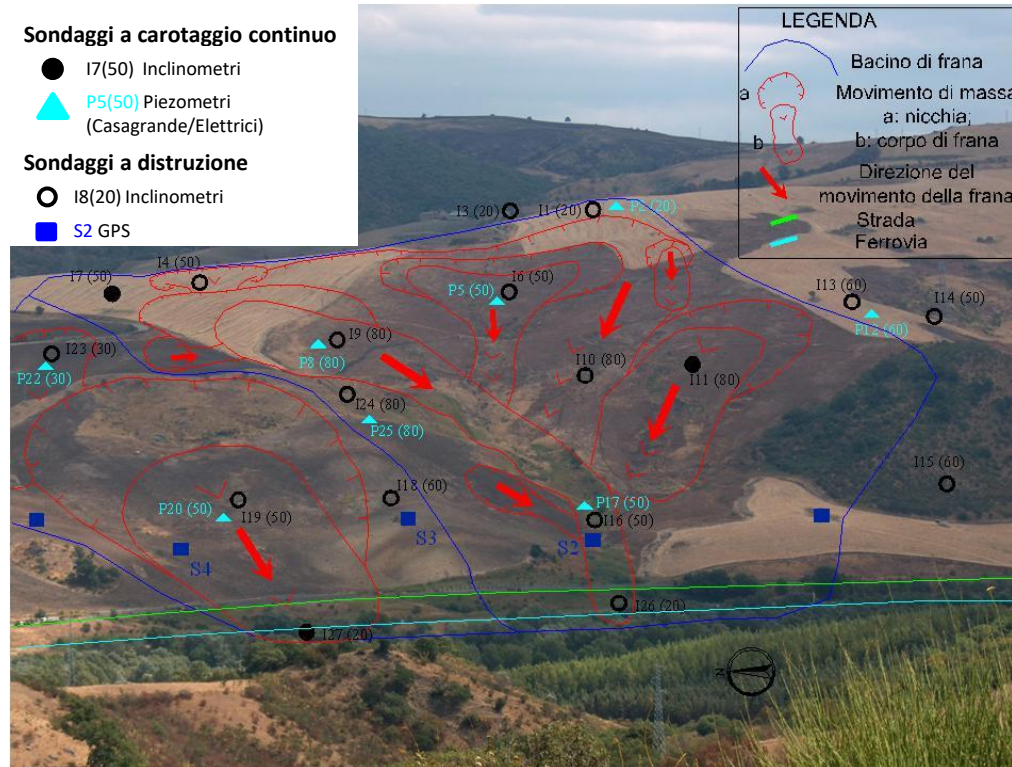 Sondaggi a carotaggio continuo
I7(50) Inclinometri
P5(50) Piezometri
(Casagrande/Elettrici)
Sondaggi a distruzione
I8(20) Inclinometri
S2 GPS
LEGENDA
Bacino di frana
a
Movimento di massa
a: nicchia;
b
b: corpo di frana
Direzione del
movimento della frana
Strada
Ferrovia
I3 (20)
I1 (20)
P2 (20)
I4 (50)
I7 (50)
I6 (50)
P5 (50)
I13 (60)
I14 (50)
P12 (60)
I9 (80)
P8 (80)
I23 (30)
P22 (30)
I10 (80)
I11 (80)
I24 (80)
P25 (80)
I15 (60)
I18 (60)
P20 (50)
I19 (50)
P17 (50)
I16 (50)
S3
S2
S4
I26 (20)
I27 (20)
N